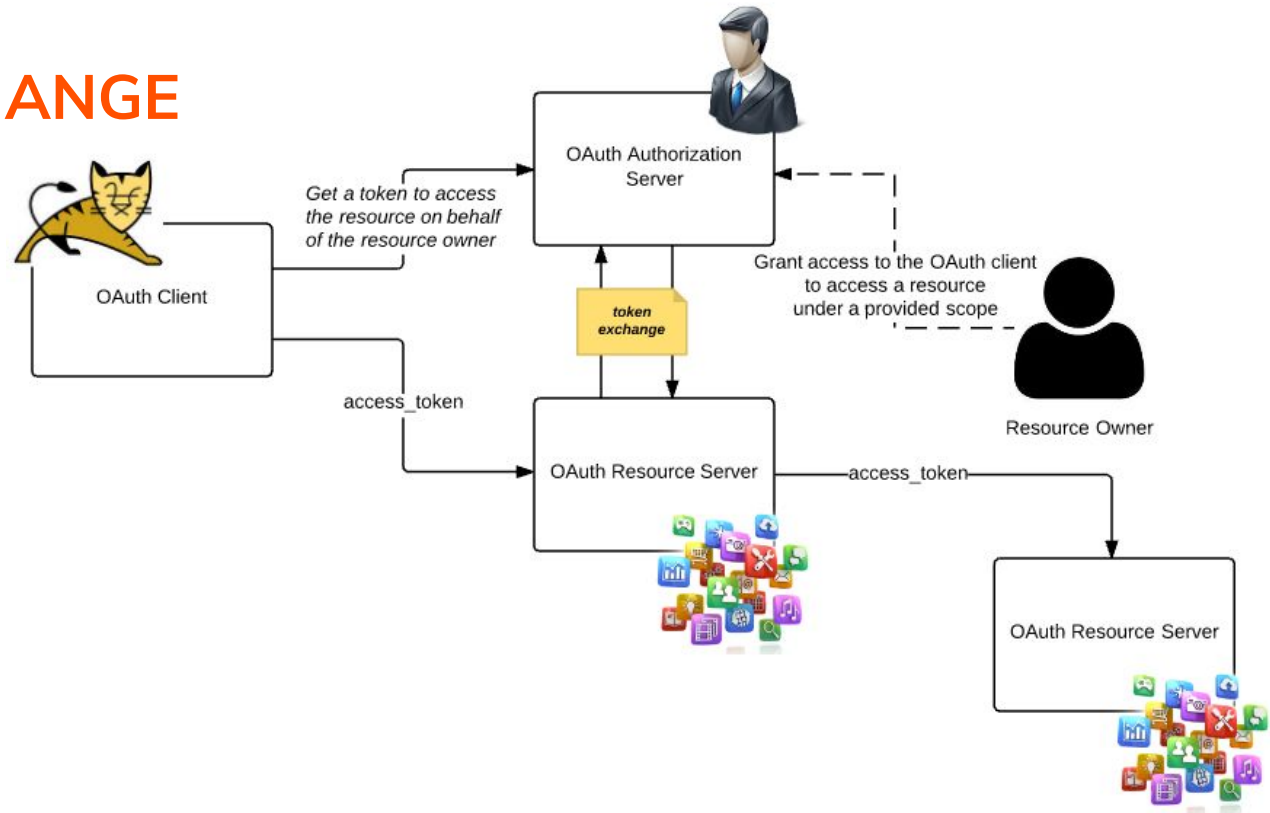 ANGE
OAuth Authorization
Server
Get a token to access
the resource on behalf
of the resource owner
OAuth Client
Grant access to the OAuth client
to access a resource
under a provided scope
token
exchange
access_token
Resource Owner
OAuth Resource Server
access_token
OAuth Resource Server